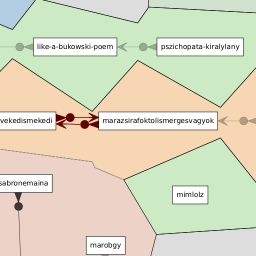 like-a-bukowski-poem
pszichopata-kiralylany
vekedismekedi
marazsirafoktolismergesvagyok
sabronemaina
mimlolz
marobgy